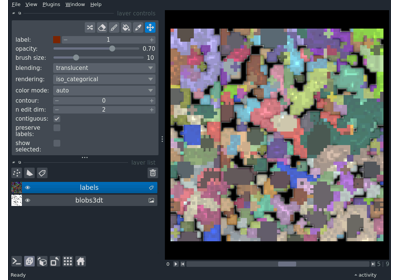 File View Plugins Window Help
layer controls
label: 1
opacity: 0.70
brush size: 10
blending: translucent
rendering: iso_categorical
color mode: auto
contour: 0
n edit dim: 2
contiguous:
preserve
labels:
show
selected:
layer list
labels
blobs3dt
Ready
activity